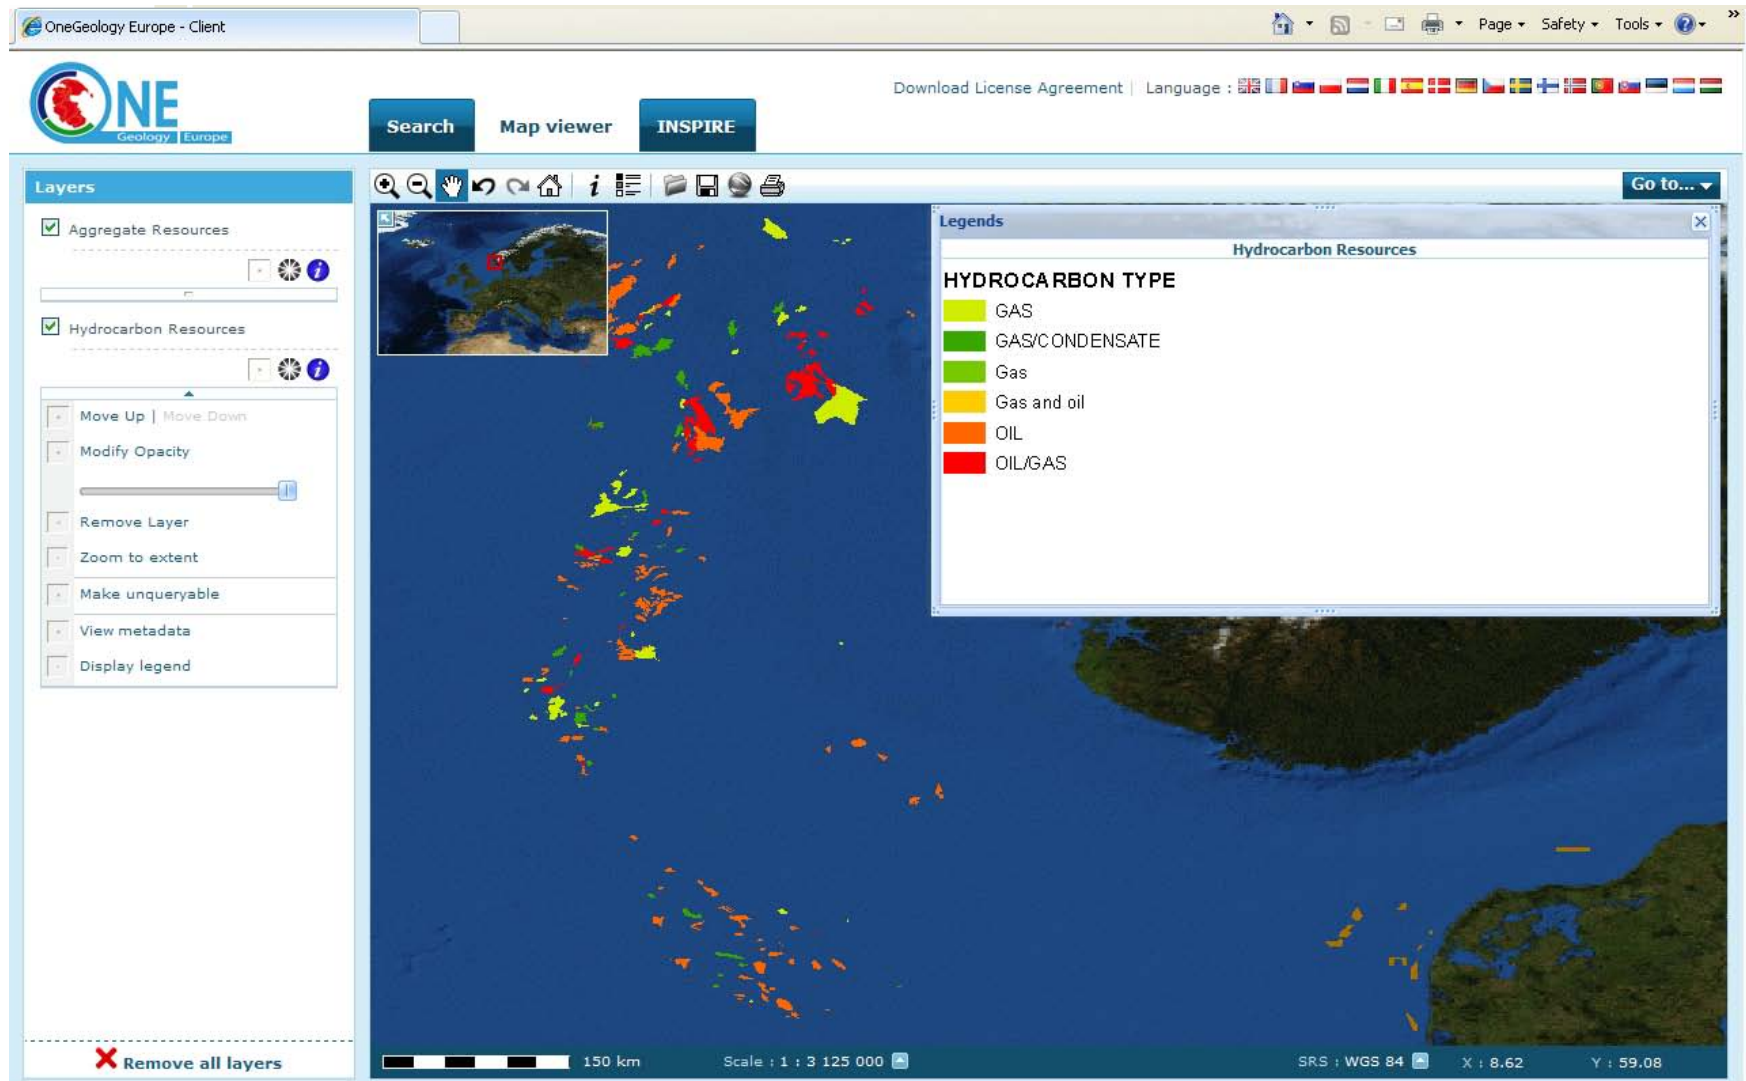 OneGeology Europe - Client
Page
Safety
Tools
»
ONE
Geology Europe
Download License Agreement | Language :
Search
Map viewer
INSPIRE
Layers
Go to...
Aggregate Resources
Hydrocarbon Resources
Move Up | Move Down
Modify Opacity
Remove Layer
Zoom to extent
Make unqueryable
View metadata
Display legend
Remove all layers
Legends
Hydrocarbon Resources
HYDROCARBON TYPE
GAS
GAS/CONDENSATE
Gas
Gas and oil
OIL
OIL/GAS
150 km
Scale : 1 : 3 125 000
SRS : WGS 84
X : 8.62
Y : 59.08